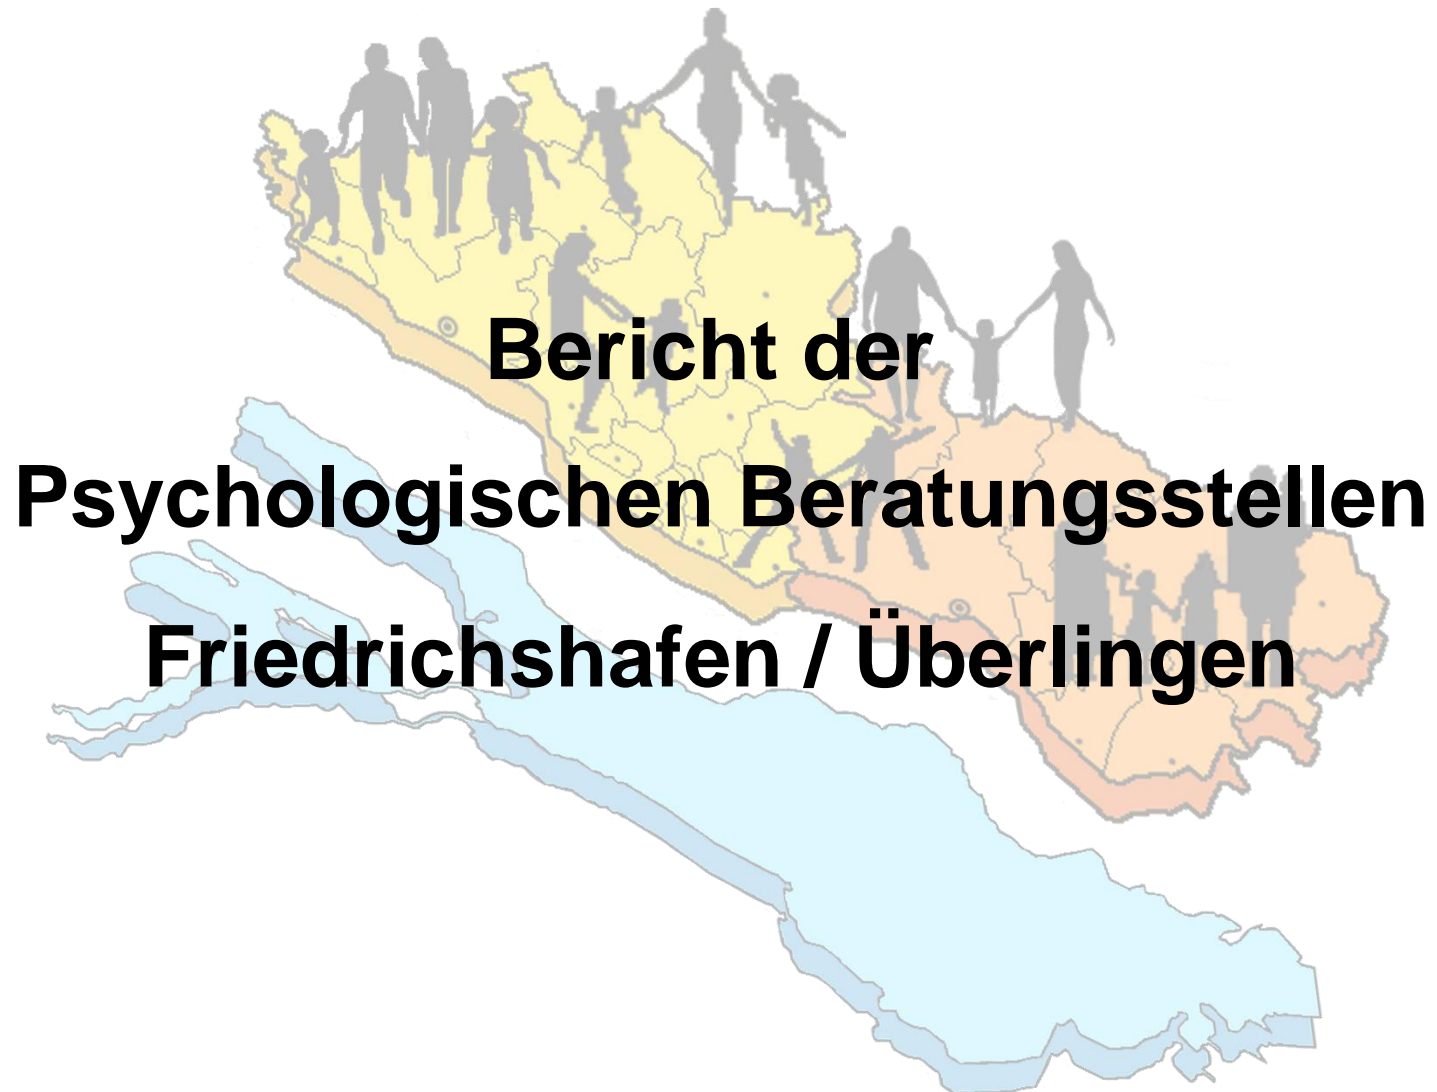 Bericht der
Psychologischen Beratungsstellen
Friedrichshafen / Überlingen